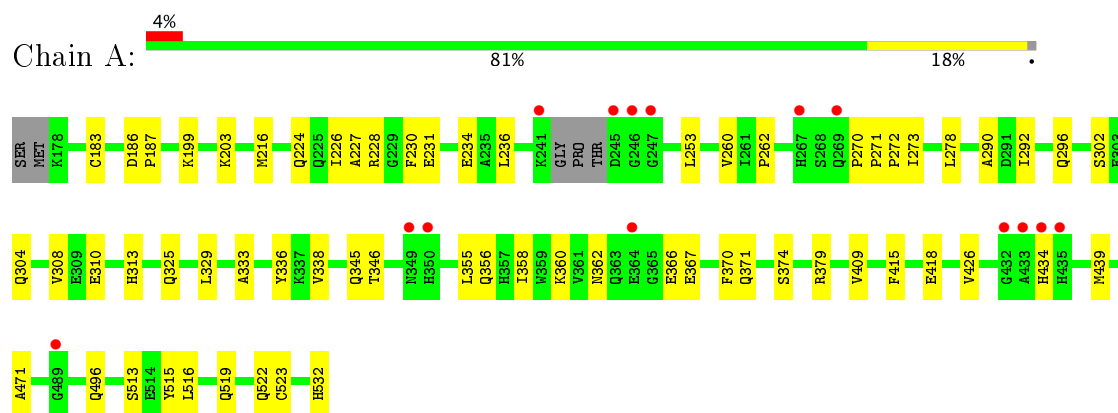 4%
Chain A:
81% 18% •
SER MET K178 C183 D186 P187 K199 K203 M216 Q224 Q225 I226 A227 R228 G229 F230 E231 E234 A235 L236 K241 GLY PRO THR D245 G246 G247 P253 V260 I261 P262 H267 S268 Q269 P270 P271 P272 I273 L278 A290 D291 I292 Q296 S302 E303
Q304 V308 E309 E310 H313 Q325 L329 A333 Y336 K337 V338 Q345 T346 N349 H350 L355 Q356 H357 I358 W359 K360 V361 N362 Q363 E364 G365 E366 E367 F370 Q371 S374 R379 V409 F415 E418 V426 G432 A433 H434 H435 M439
A471 G489 Q496 S513 E514 Y515 L516 Q519 Q522 C523 H532